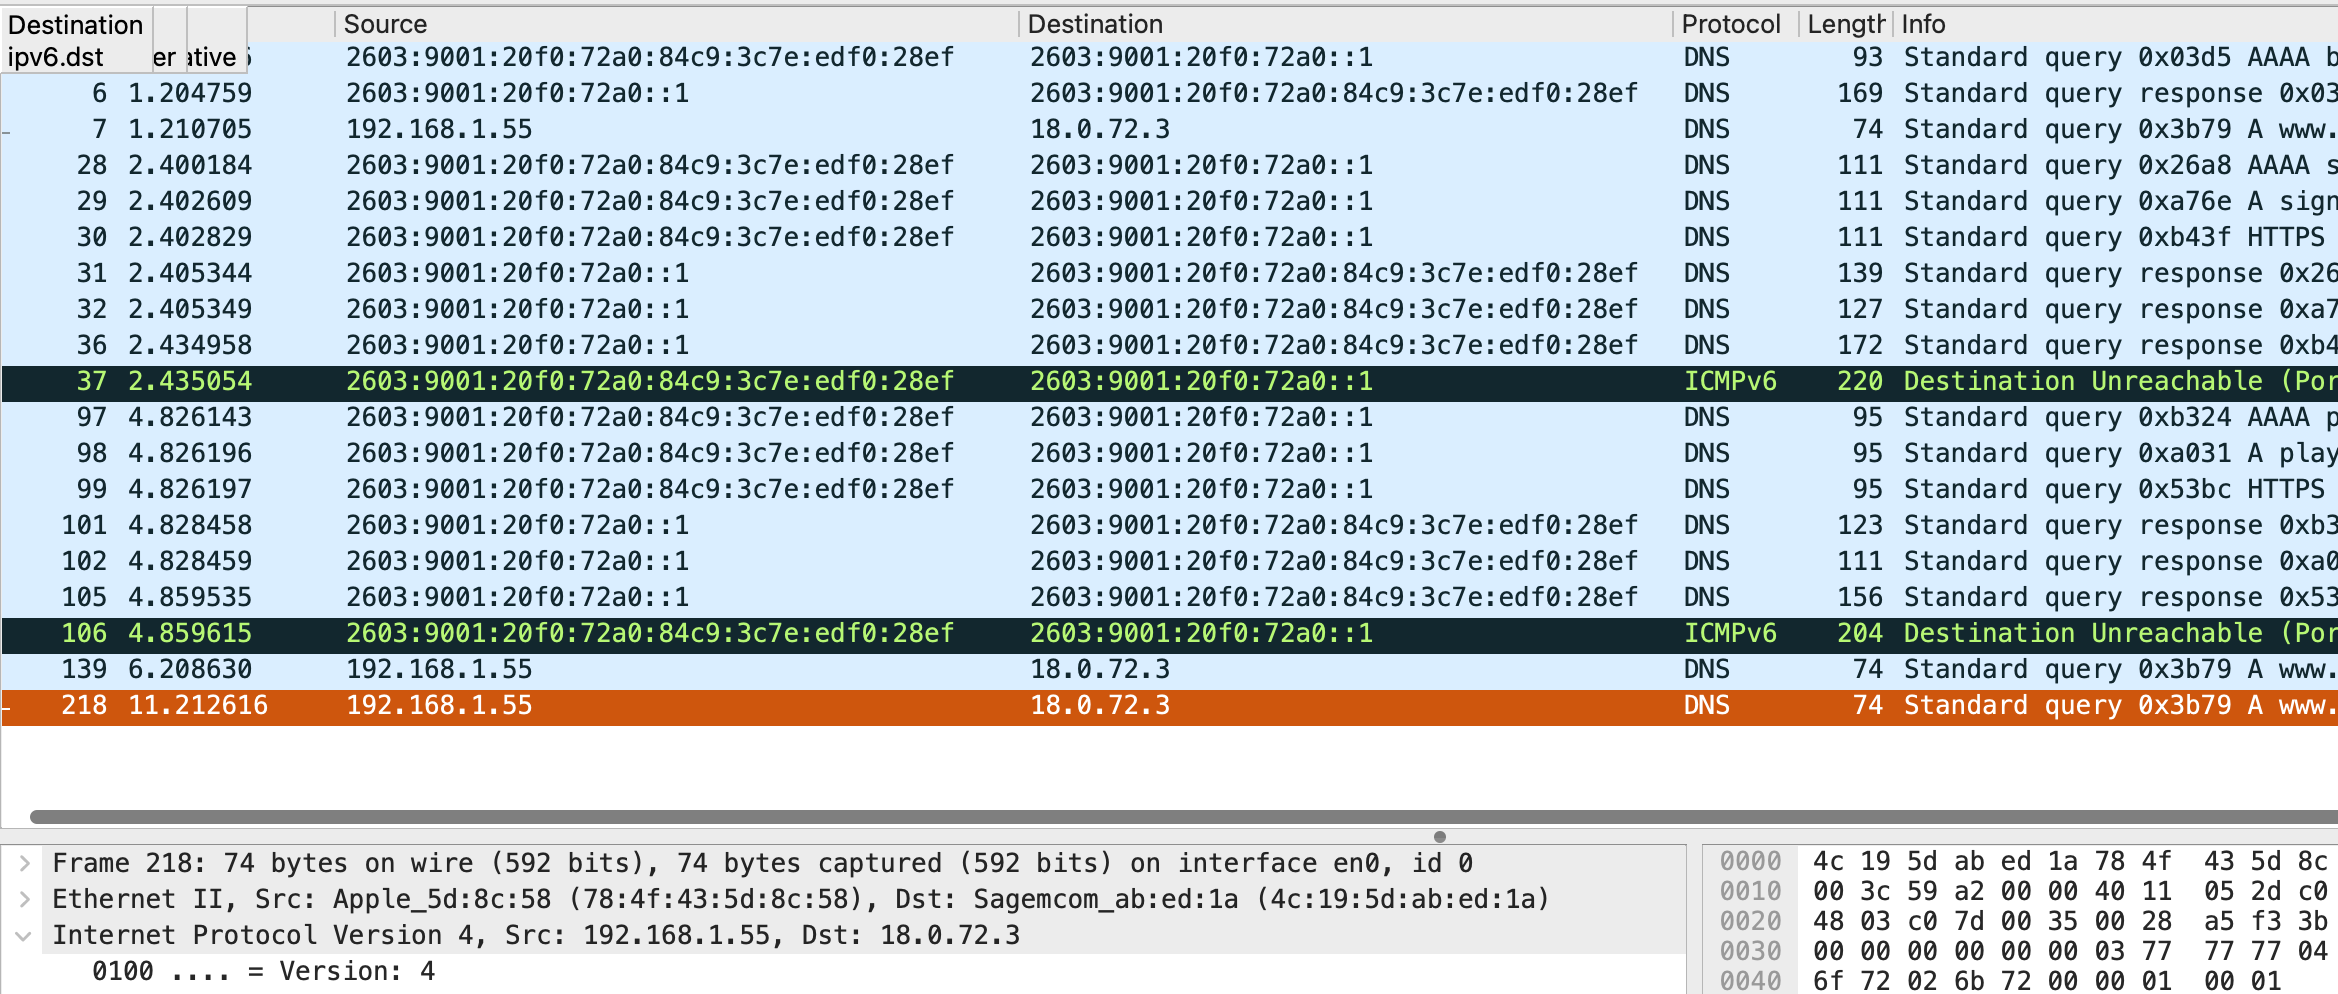 Destination
ipv6.dst er ative
Source Destination Protocol Length Info
2603:9001:20f0:72a0:84c9:3c7e:edf0:28ef 2603:9001:20f0:72a0::1 DNS 93 Standard query 0x03d5 AAAA b
6 1.204759 2603:9001:20f0:72a0::1 2603:9001:20f0:72a0:84c9:3c7e:edf0:28ef DNS 169 Standard query response 0x03
7 1.210705 192.168.1.55 18.0.72.3 DNS 74 Standard query 0x3b79 A www.
28 2.400184 2603:9001:20f0:72a0:84c9:3c7e:edf0:28ef 2603:9001:20f0:72a0::1 DNS 111 Standard query 0x26a8 AAAA s
29 2.402609 2603:9001:20f0:72a0:84c9:3c7e:edf0:28ef 2603:9001:20f0:72a0::1 DNS 111 Standard query 0xa76e A sign
30 2.402829 2603:9001:20f0:72a0:84c9:3c7e:edf0:28ef 2603:9001:20f0:72a0::1 DNS 111 Standard query 0xb43f HTTPS
31 2.405344 2603:9001:20f0:72a0::1 2603:9001:20f0:72a0:84c9:3c7e:edf0:28ef DNS 139 Standard query response 0x26
32 2.405349 2603:9001:20f0:72a0::1 2603:9001:20f0:72a0:84c9:3c7e:edf0:28ef DNS 127 Standard query response 0xa7
36 2.434958 2603:9001:20f0:72a0::1 2603:9001:20f0:72a0:84c9:3c7e:edf0:28ef DNS 172 Standard query response 0xb4
37 2.435054 2603:9001:20f0:72a0:84c9:3c7e:edf0:28ef 2603:9001:20f0:72a0::1 ICMPv6 220 Destination Unreachable (Por
97 4.826143 2603:9001:20f0:72a0:84c9:3c7e:edf0:28ef 2603:9001:20f0:72a0::1 DNS 95 Standard query 0xb324 AAAA p
98 4.826196 2603:9001:20f0:72a0:84c9:3c7e:edf0:28ef 2603:9001:20f0:72a0::1 DNS 95 Standard query 0xa031 A play
99 4.826197 2603:9001:20f0:72a0:84c9:3c7e:edf0:28ef 2603:9001:20f0:72a0::1 DNS 95 Standard query 0x53bc HTTPS
101 4.828458 2603:9001:20f0:72a0::1 2603:9001:20f0:72a0:84c9:3c7e:edf0:28ef DNS 123 Standard query response 0xb3
102 4.828459 2603:9001:20f0:72a0::1 2603:9001:20f0:72a0:84c9:3c7e:edf0:28ef DNS 111 Standard query response 0xa0
105 4.859535 2603:9001:20f0:72a0::1 2603:9001:20f0:72a0:84c9:3c7e:edf0:28ef DNS 156 Standard query response 0x53
106 4.859615 2603:9001:20f0:72a0:84c9:3c7e:edf0:28ef 2603:9001:20f0:72a0::1 ICMPv6 204 Destination Unreachable (Por
139 6.208630 192.168.1.55 18.0.72.3 DNS 74 Standard query 0x3b79 A www.
218 11.212616 192.168.1.55 18.0.72.3 DNS 74 Standard query 0x3b79 A www.
Frame 218: 74 bytes on wire (592 bits), 74 bytes captured (592 bits) on interface en0, id 0
Ethernet II, Src: Apple_5d:8c:58 (78:4f:43:5d:8c:58), Dst: Sagemcom_ab:ed:1a (4c:19:5d:ab:ed:1a)
Internet Protocol Version 4, Src: 192.168.1.55, Dst: 18.0.72.3
0100 .... = Version: 4
0000 4c 19 5d ab ed 1a 78 4f 43 5d 8c
0010 00 3c 59 a2 00 00 40 11 05 2d c0
0020 48 03 c0 7d 00 35 00 28 a5 f3 3b
0030 00 00 00 00 00 00 03 77 77 77 04
0040 6f 72 02 6b 72 00 00 01 00 01